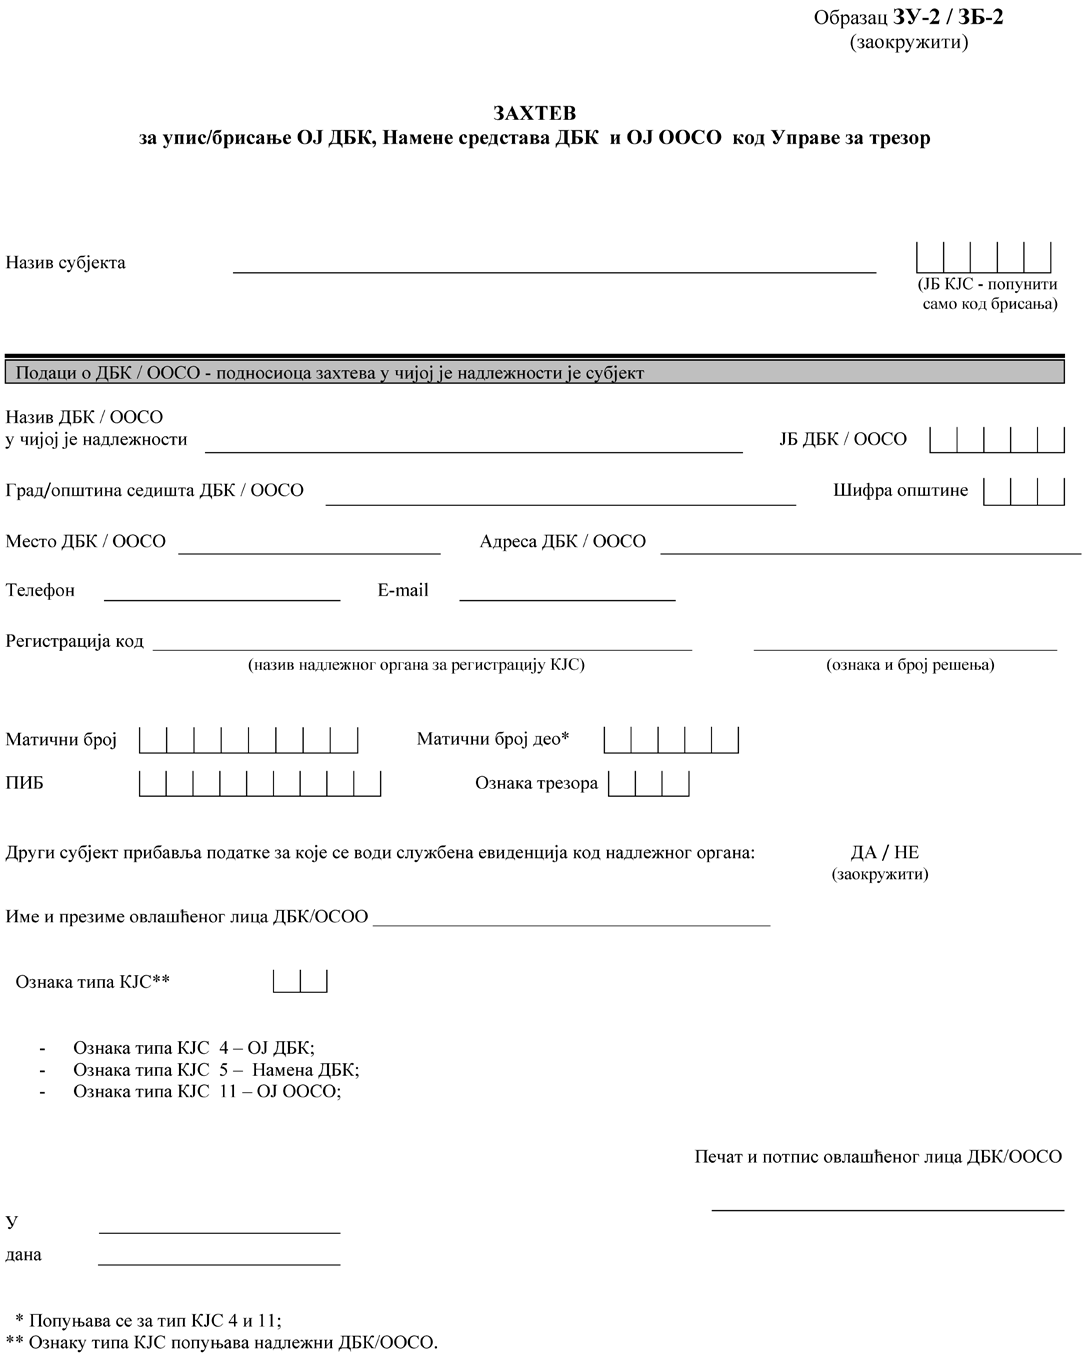 Образац ЗУ-2 / ЗБ-2
(заокружити)
ЗАХТЕВ
за упис/брисање ОЈ ДБК, Намене средстава ДБК и ОЈ ООСО код Управе за трезор
Назив субјекта
(ЈБ КЈС - попунити
само код брисања)
Подаци о ДБК / ООСО - подносиоца захтева у чијој је надлежности је субјект
Назив ДБК / ООСО
у чијој је надлежности ЈБ ДБК / ООСО
Град/општина седишта ДБК / ООСО Шифра општине
Место ДБК / ООСО Адреса ДБК / ООСО
Телефон E-mail
Регистрација код
(назив надлежног органа за регистрацију КЈС) (ознака и број решења)
Матични број Матични број део*
ПИБ Ознака трезора
Други субјект прибавља податке за које се води службена евиденција код надлежног органа: ДА / НЕ
(заокружити)
Име и презиме овлашћеног лица ДБК/ОСОО
Ознака типа КЈС**
- Ознака типа КЈС 4 – ОЈ ДБК;
- Ознака типа КЈС 5 – Намена ДБК;
- Ознака типа КЈС 11 – ОЈ ООСО;
Печат и потпис овлашћеног лица ДБК/ООСО
У
дана
* Попуњава се за тип КЈС 4 и 11;
** Ознаку типа КЈС попуњава надлежни ДБК/ООСО.